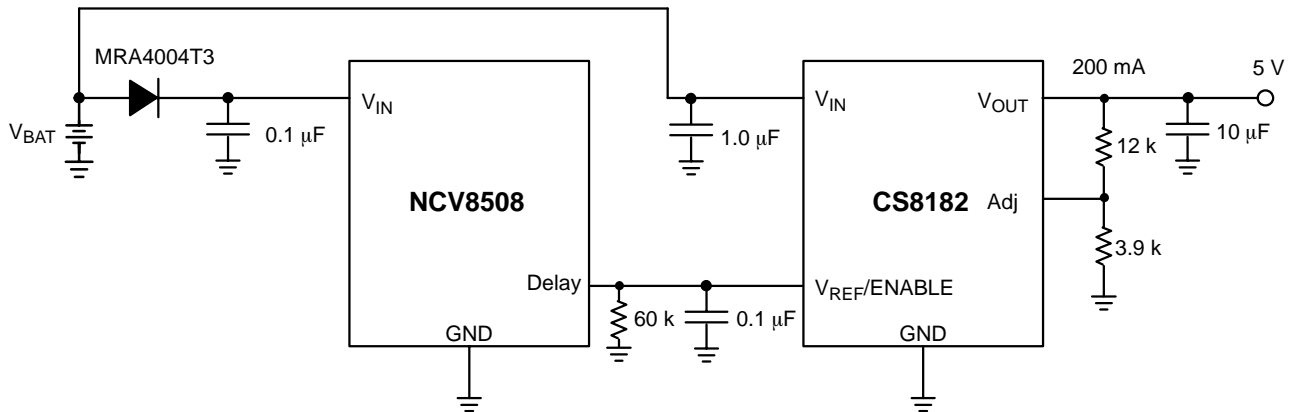 MRA4004T3
200 mA
5 V
V_IN
V_IN
V_OUT
V_BAT
0.1 μF
1.0 μF
12 k
10 μF
NCV8508
CS8182
Adj
3.9 k
Delay
V_REF/ENABLE
60 k
0.1 μF
GND
GND